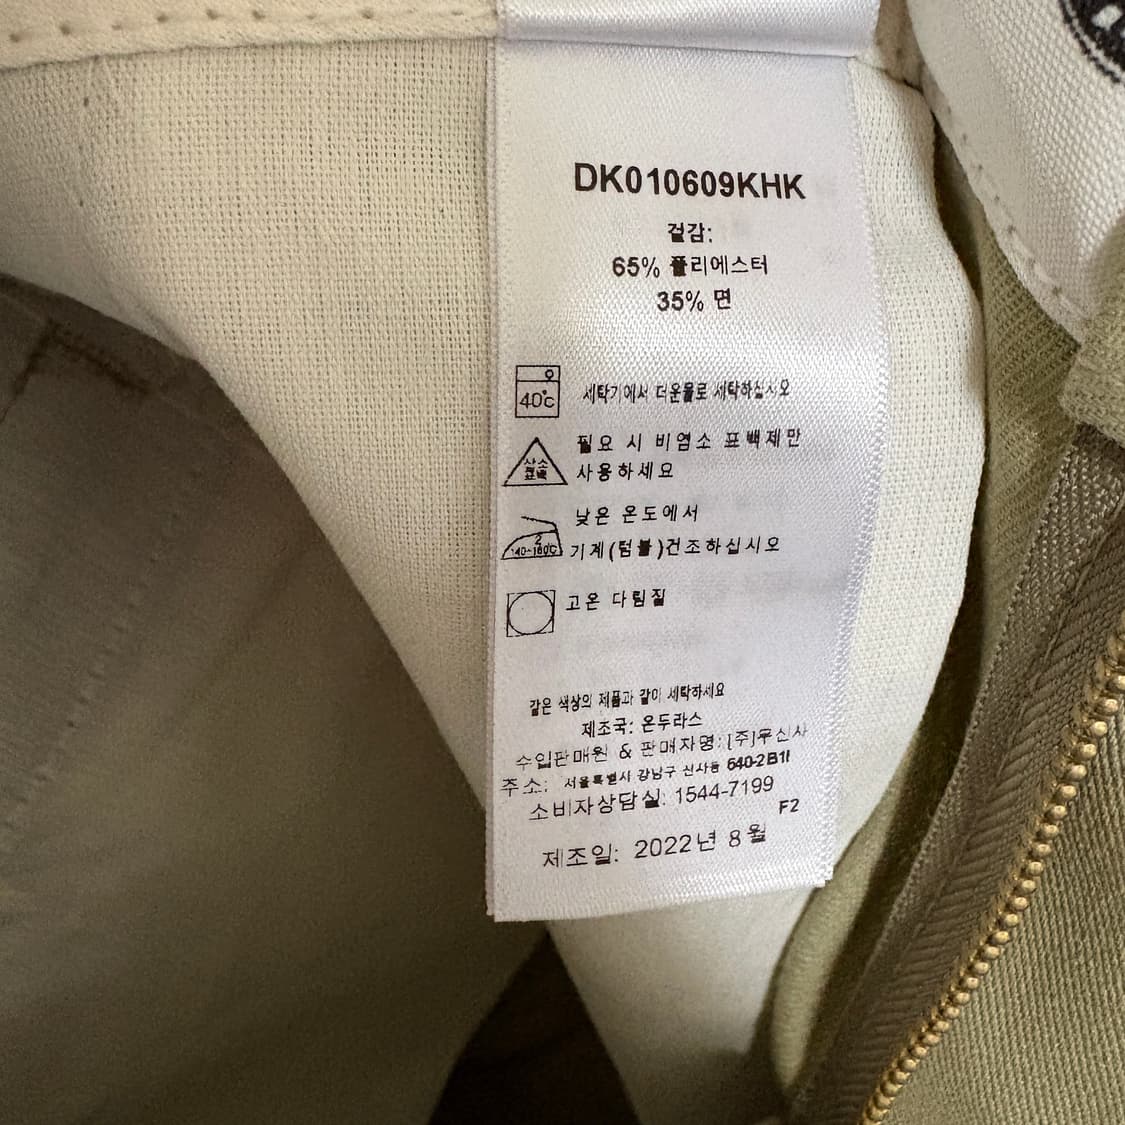 DK010609KHK
겉감:
65% 폴리에스터
35% 면
40℃
세탁기에서 더운물로 세탁하십시오
필요 시 비염소 표백제만
산소
표백
사용하세요
낮은 온도에서
2
140~160℃
기계(텀블)건조하십시오
고온 다림질
같은 색상의 제품과 같이 세탁하세요
제조국: 온두라스
수입판매원 & 판매자명: (주)무신사
주소: 서울특별시 강남구 신사동 640-2 B1F
소비자상담실: 1544-7199
F2
제조일: 2022년 8월